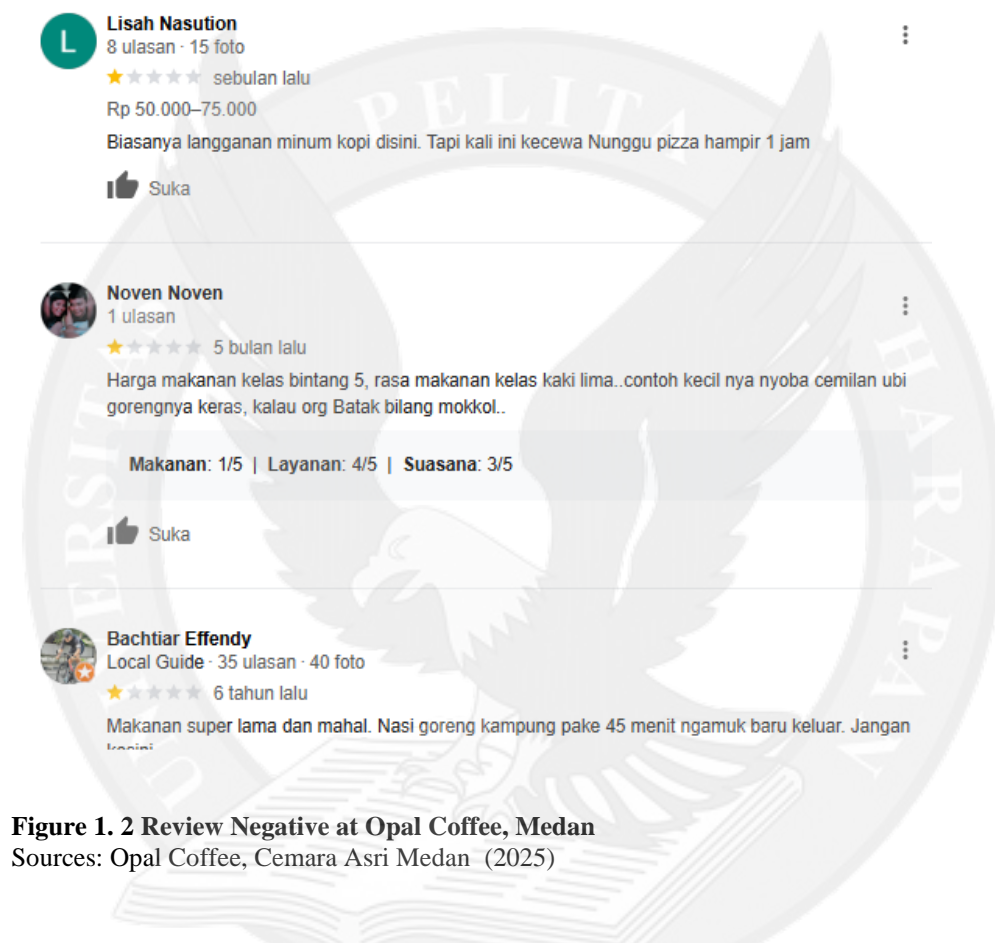 Lisah Nasution
L
8 ulasan · 15 foto
sebulan lalu
Rp 50.000–75.000
Biasanya langganan minum kopi disini. Tapi kali ini kecewa Nunggu pizza hampir 1 jam
Suka
Noven Noven
1 ulasan
5 bulan lalu
Harga makanan kelas bintang 5, rasa makanan kelas kaki lima..contoh kecil nya nyoba cemilan ubi
gorengnya keras, kalau org Batak bilang mokkol..
Makanan: 1/5 | Layanan: 4/5 | Suasana: 3/5
Suka
Bachtiar Effendy
Local Guide · 35 ulasan · 40 foto
6 tahun lalu
Makanan super lama dan mahal. Nasi goreng kampung pake 45 menit ngamuk baru keluar. Jangan
kesini
Figure 1. 2 Review Negative at Opal Coffee, Medan
Sources: Opal Coffee, Cemara Asri Medan (2025)
UNIVERSITAS PELITA HARAPAN